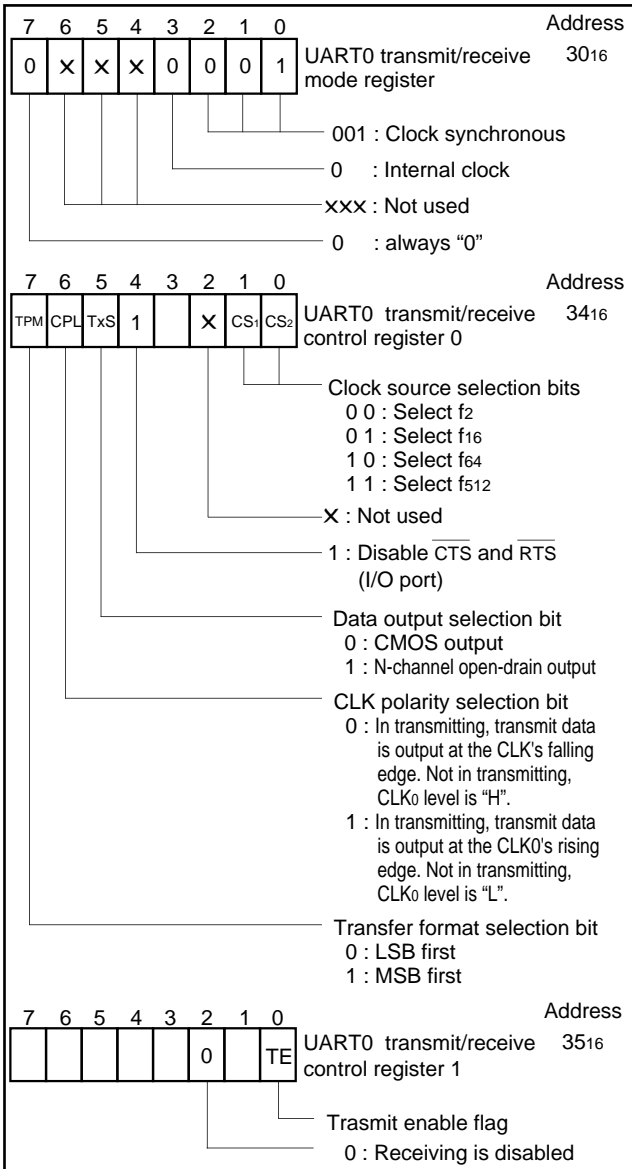 7 6 5 4 3 2 1 0 Address
0 X X X 0 0 0 1 UART0 transmit/receive 3016
mode register
001 : Clock synchronous
0 : Internal clock
XXX : Not used
0 : always “0”
7 6 5 4 3 2 1 0 Address
TPM CPL TxS 1 X CS1 CS2 UART0 transmit/receive 3416
control register 0
Clock source selection bits
0 0 : Select f2
0 1 : Select f16
1 0 : Select f64
1 1 : Select f512
X : Not used
1 : Disable CTS and RTS
(I/O port)
Data output selection bit
0 : CMOS output
1 : N-channel open-drain output
CLK polarity selection bit
0 : In transmitting, transmit data
is output at the CLK's falling
edge. Not in transmitting,
CLK0 level is “H”.
1 : In transmitting, transmit data
is output at the CLK0's rising
edge. Not in transmitting,
CLK0 level is “L”.
Transfer format selection bit
0 : LSB first
1 : MSB first
7 6 5 4 3 2 1 0 Address
0 TE UART0 transmit/receive 3516
control register 1
Trasmit enable flag
0 : Receiving is disabled